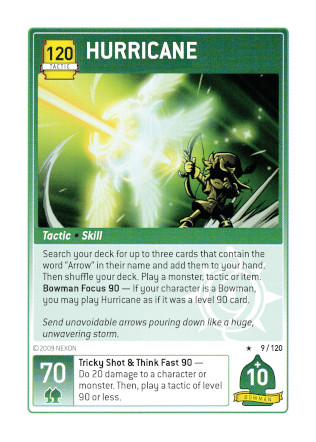 120
TACTIC
HURRICANE
Tactic • Skill
Search your deck for up to three cards that contain the
word "Arrow" in their name and add them to your hand.
Then shuffle your deck. Play a monster, tactic or item.
Bowman Focus 90 — If your character is a Bowman,
you may play Hurricane as if it was a level 90 card.
Send unavoidable arrows pouring down like a huge,
unwavering storm.
© 2009 NEXON
★ 9/120
70
Tricky Shot & Think Fast 90 —
Do 20 damage to a character or
monster. Then, play a tactic of level
90 or less.
10
BOWMAN